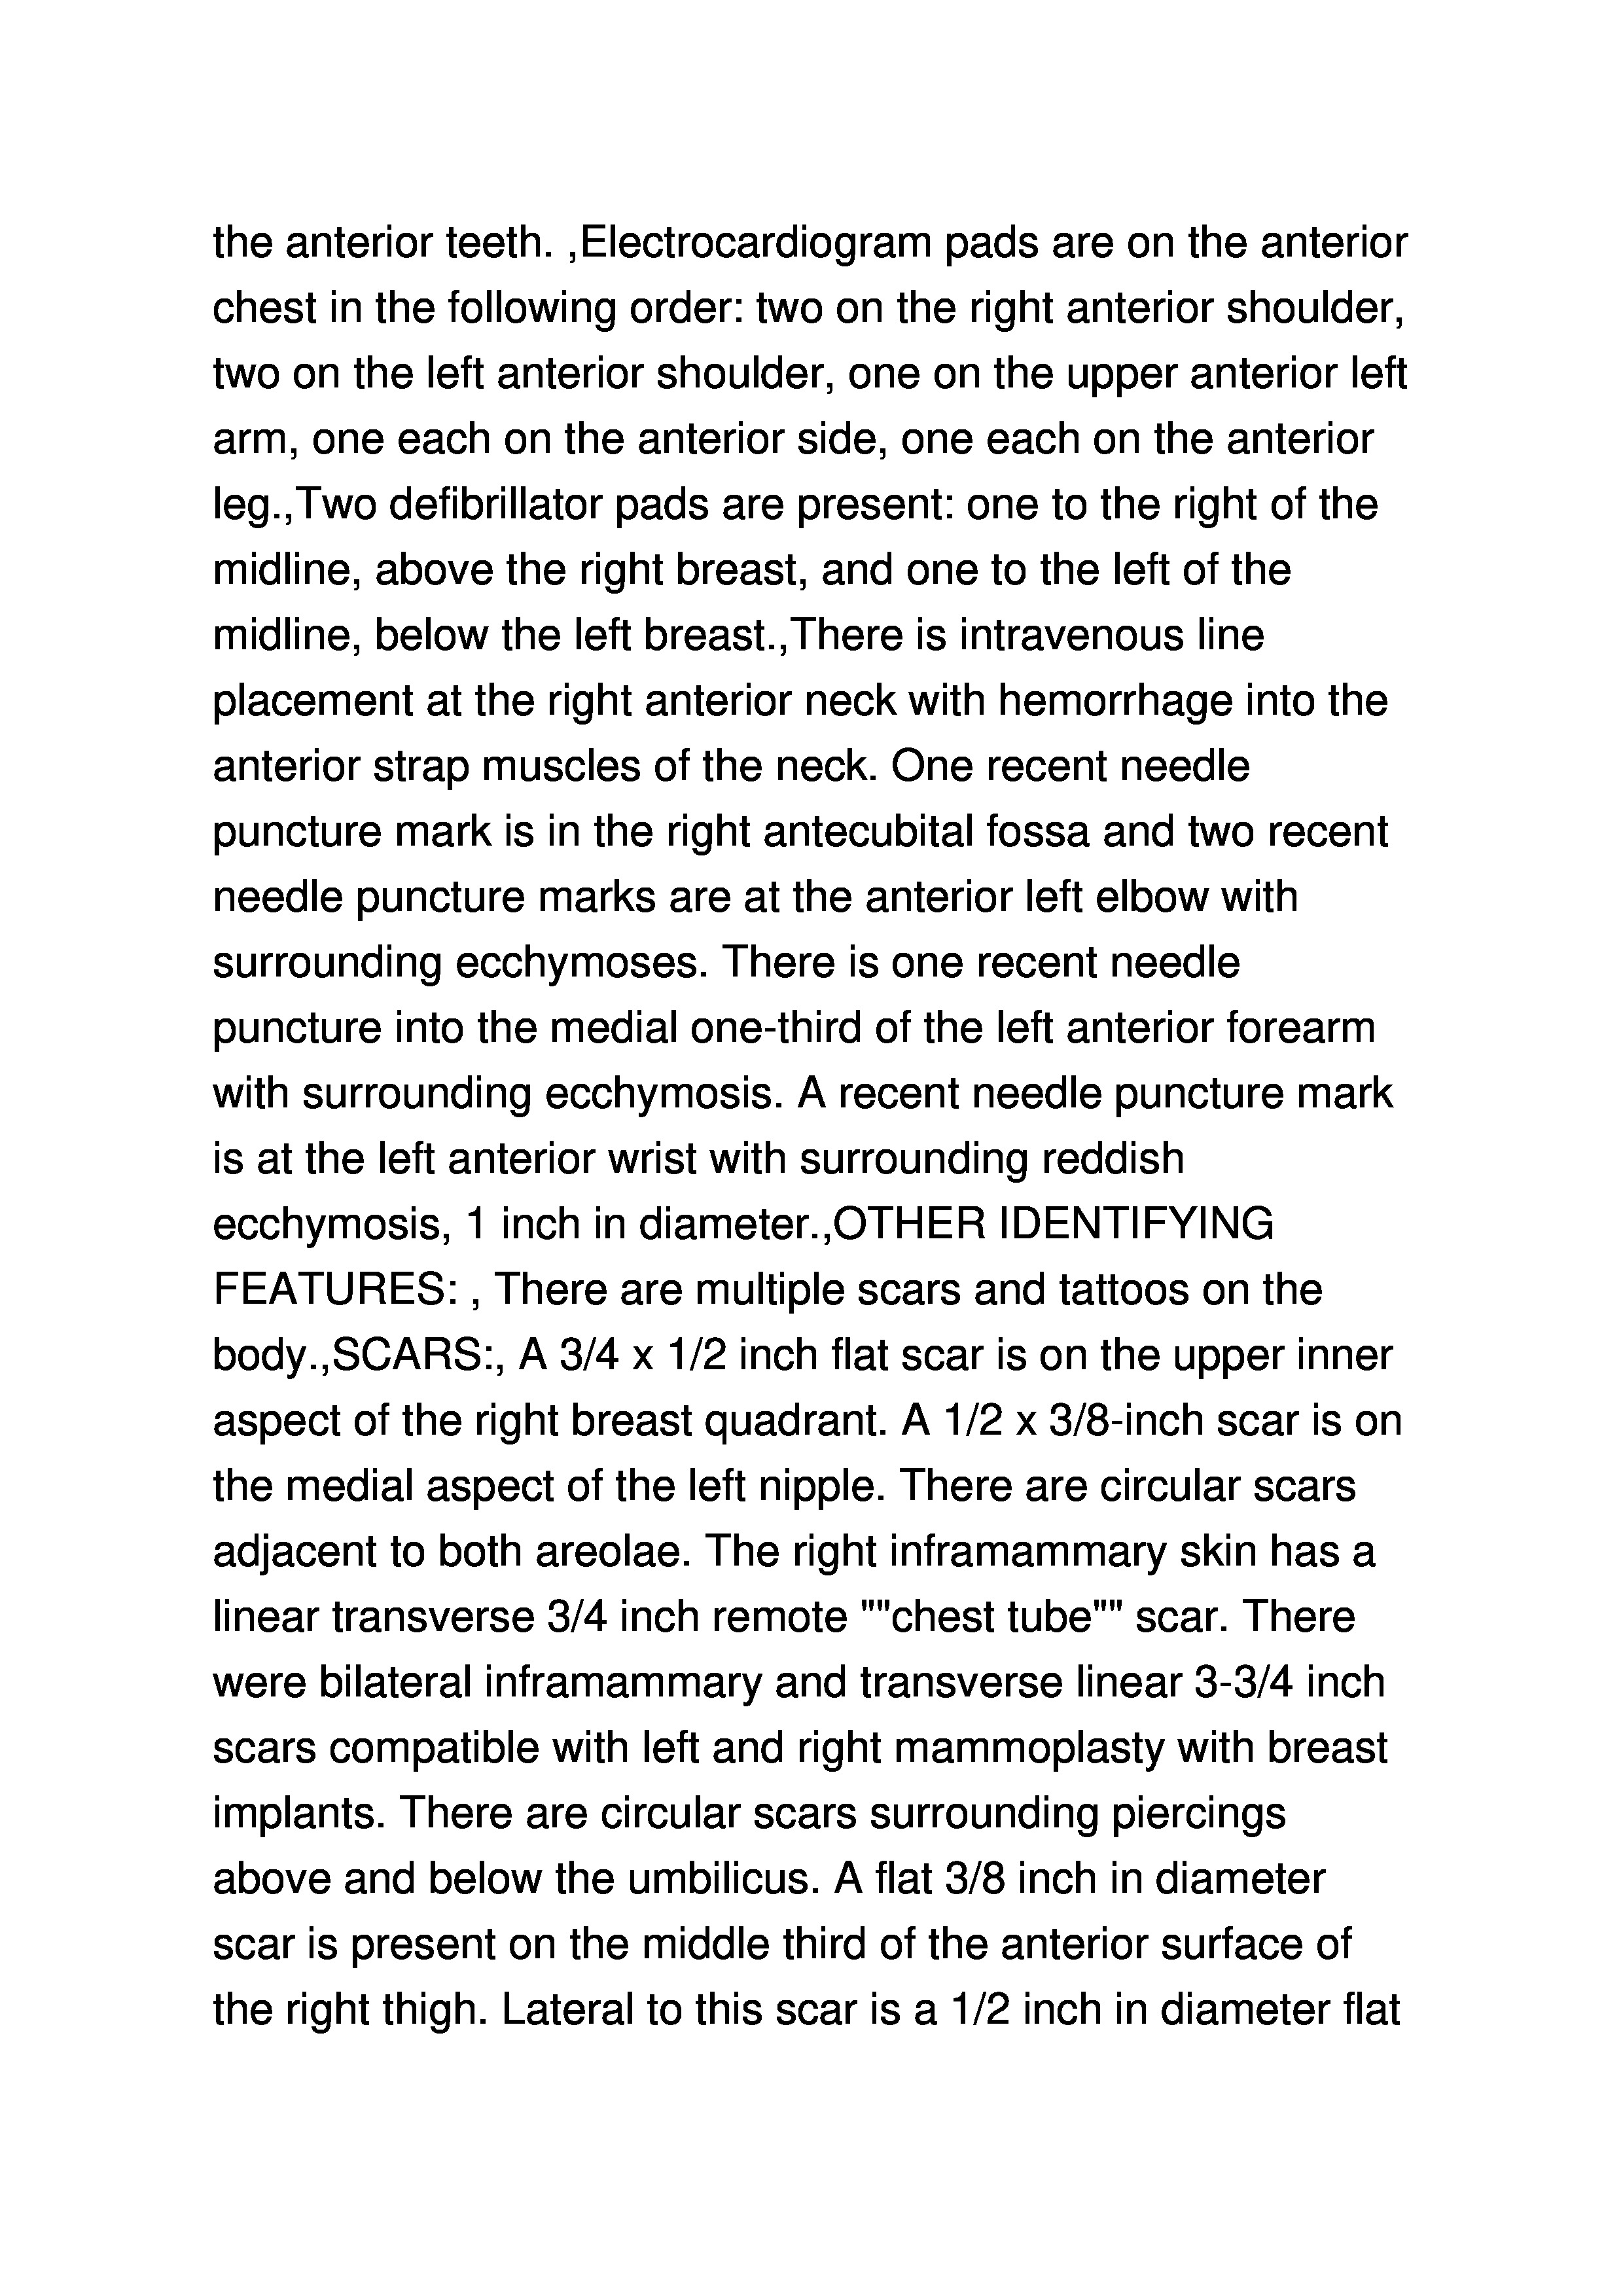 the anterior teeth. ,Electrocardiogram pads are on the anterior
chest in the following order: two on the right anterior shoulder,
two on the left anterior shoulder, one on the upper anterior left
arm, one each on the anterior side, one each on the anterior
leg.,Two defibrillator pads are present: one to the right of the
midline, above the right breast, and one to the left of the
midline, below the left breast.,There is intravenous line
placement at the right anterior neck with hemorrhage into the
anterior strap muscles of the neck. One recent needle
puncture mark is in the right antecubital fossa and two recent
needle puncture marks are at the anterior left elbow with
surrounding ecchymoses. There is one recent needle
puncture into the medial one-third of the left anterior forearm
with surrounding ecchymosis. A recent needle puncture mark
is at the left anterior wrist with surrounding reddish
ecchymosis, 1 inch in diameter.,OTHER IDENTIFYING
FEATURES: , There are multiple scars and tattoos on the
body.,SCARS:, A 3/4 x 1/2 inch flat scar is on the upper inner
aspect of the right breast quadrant. A 1/2 x 3/8-inch scar is on
the medial aspect of the left nipple. There are circular scars
adjacent to both areolae. The right inframammary skin has a
linear transverse 3/4 inch remote ""chest tube"" scar. There
were bilateral inframammary and transverse linear 3-3/4 inch
scars compatible with left and right mammoplasty with breast
implants. There are circular scars surrounding piercings
above and below the umbilicus. A flat 3/8 inch in diameter
scar is present on the middle third of the anterior surface of
the right thigh. Lateral to this scar is a 1/2 inch in diameter flat